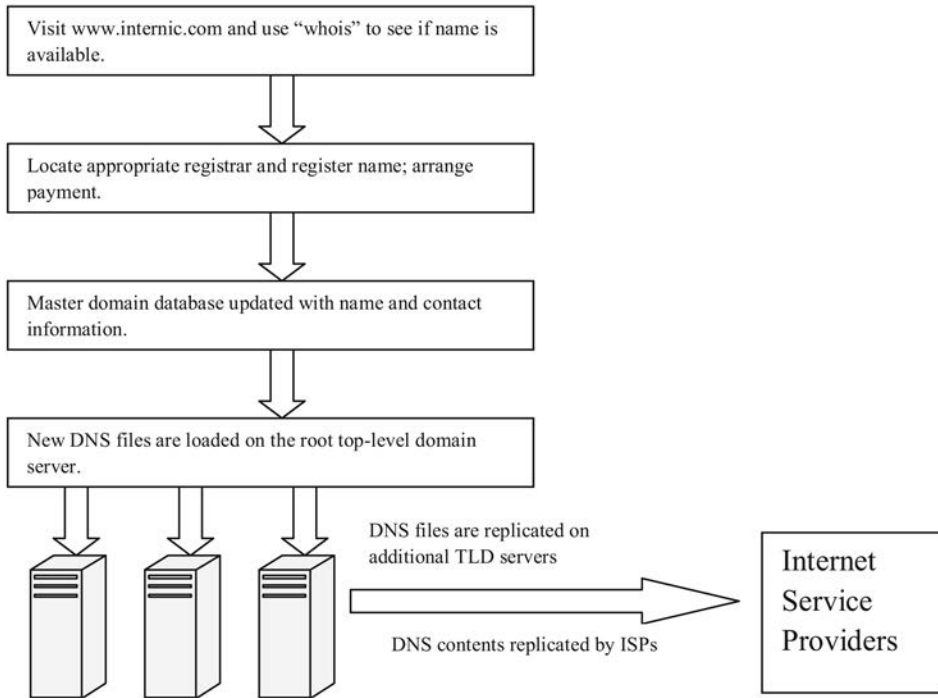 Visit www.internic.com and use “whois” to see if name is
available.
Locate appropriate registrar and register name; arrange
payment.
Master domain database updated with name and contact
information.
New DNS files are loaded on the root top-level domain
server.
DNS files are replicated on
additional TLD servers
DNS contents replicated by ISPs
Internet
Service
Providers